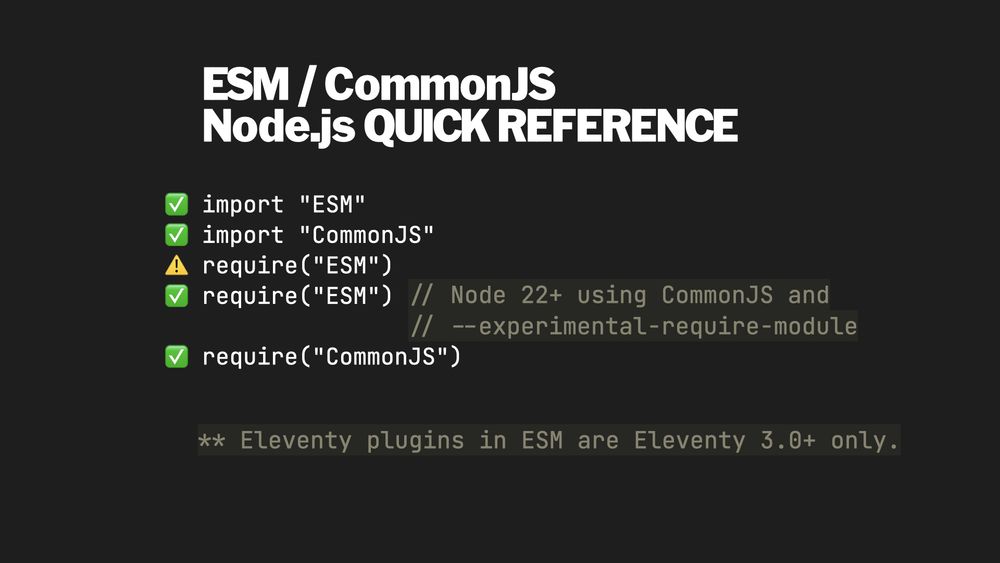 ESM / CommonJS
Node.js QUICK REFERENCE
✅ import "ESM"
✅ import "CommonJS"
⚠️ require("ESM")
✅ require("ESM") // Node 22+ using CommonJS and
// --experimental-require-module
✅ require("CommonJS")
** Eleventy plugins in ESM are Eleventy 3.0+ only.